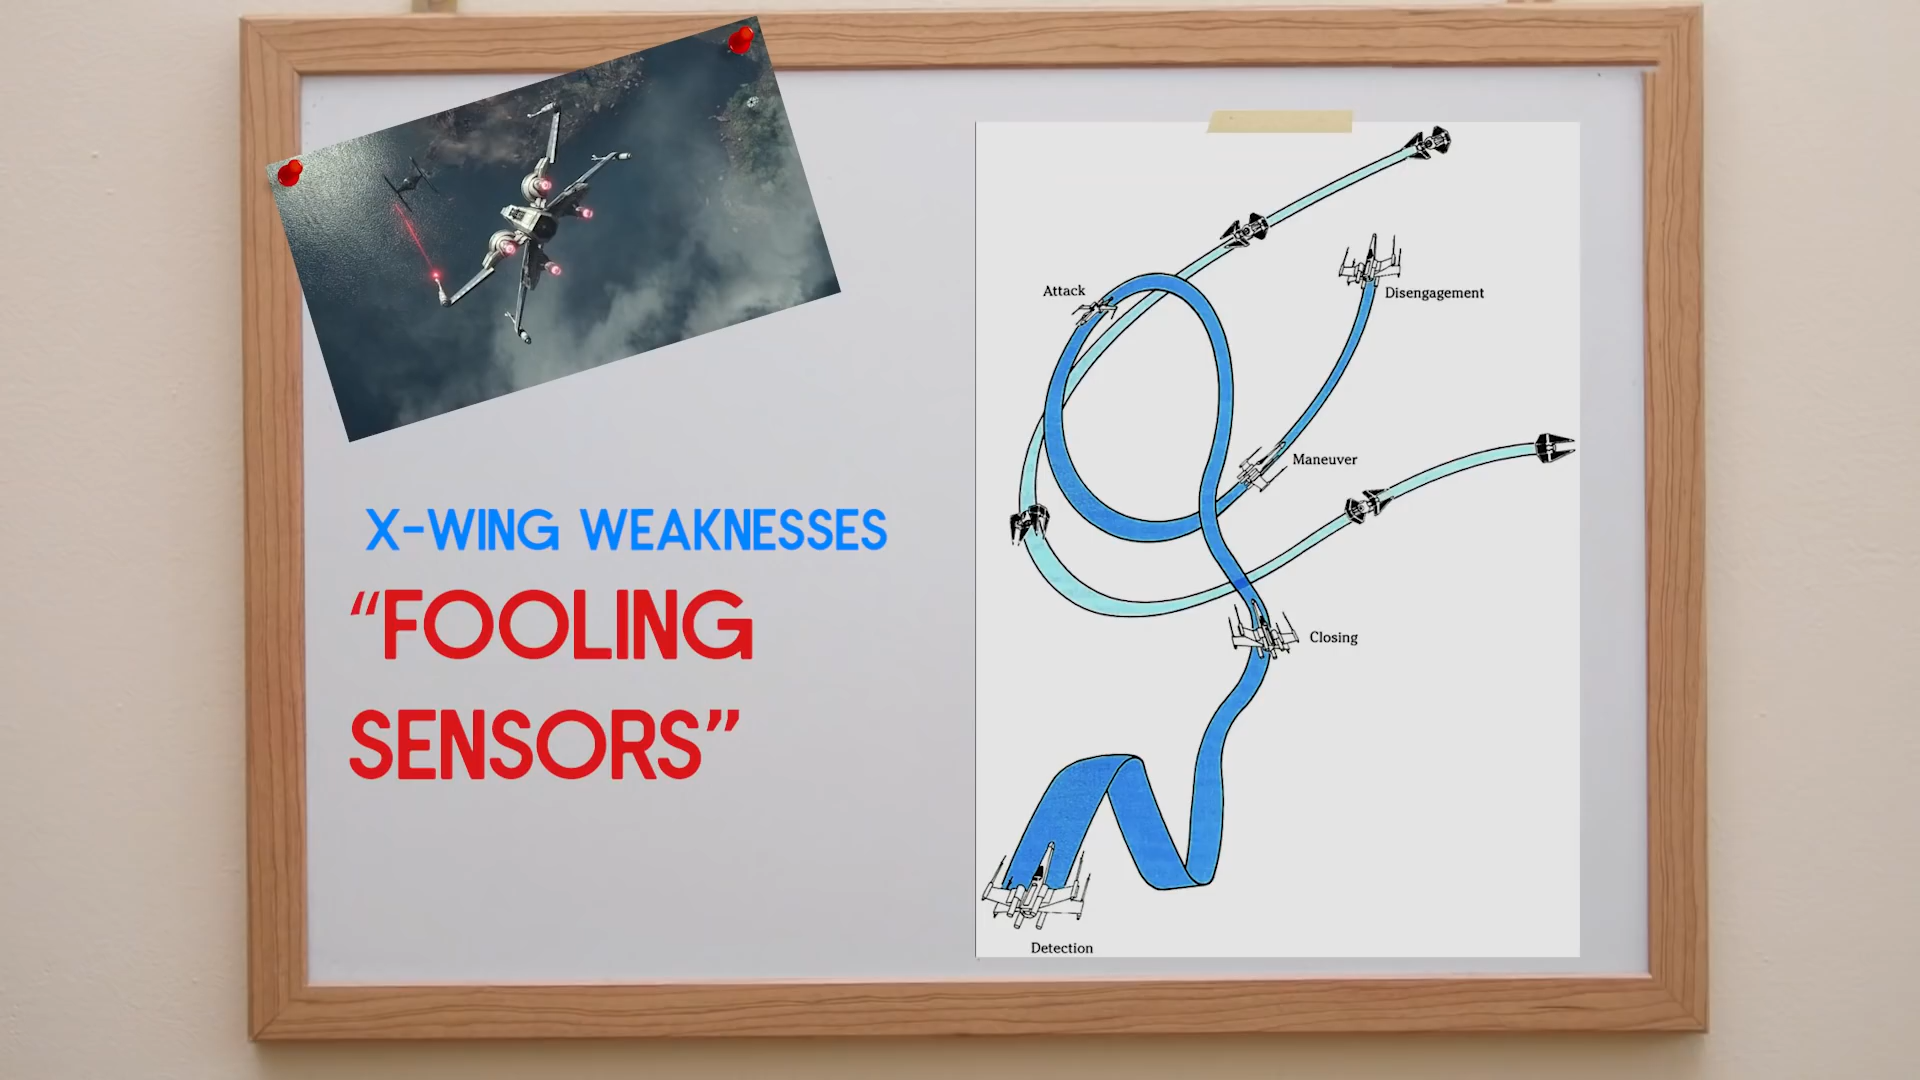 X-WING WEAKNESSES
“FOOLING
SENSORS”
Attack
Disengagement
Maneuver
Closing
Detection